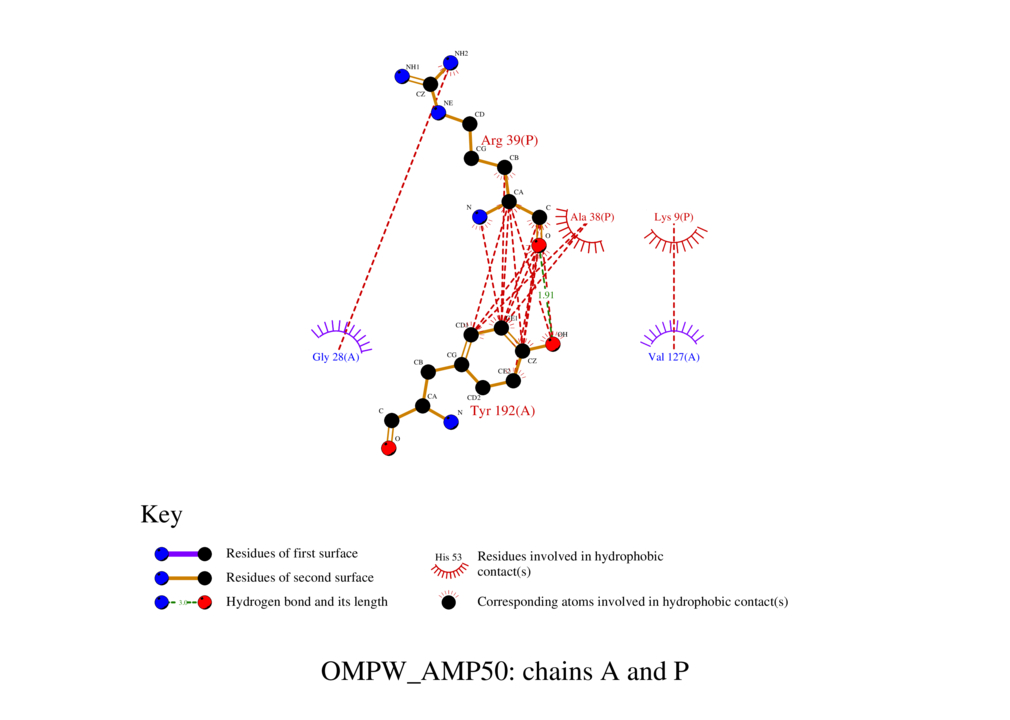 NH2
NH1
CZ
NE
CD
Arg 39(P)
CG
CB
CA
N
C
Ala 38(P)
Lys 9(P)
O
1.91
CD1
CE1
OH
Gly 28(A)
Val 127(A)
CG
CZ
CB
CE2
CA
CD2
C
N
Tyr 192(A)
O
Key
Residues of first surface
His 53
Residues involved in hydrophobic
contact(s)
Residues of second surface
3.0
Hydrogen bond and its length
Corresponding atoms involved in hydrophobic contact(s)
OMPW_AMP50: chains A and P